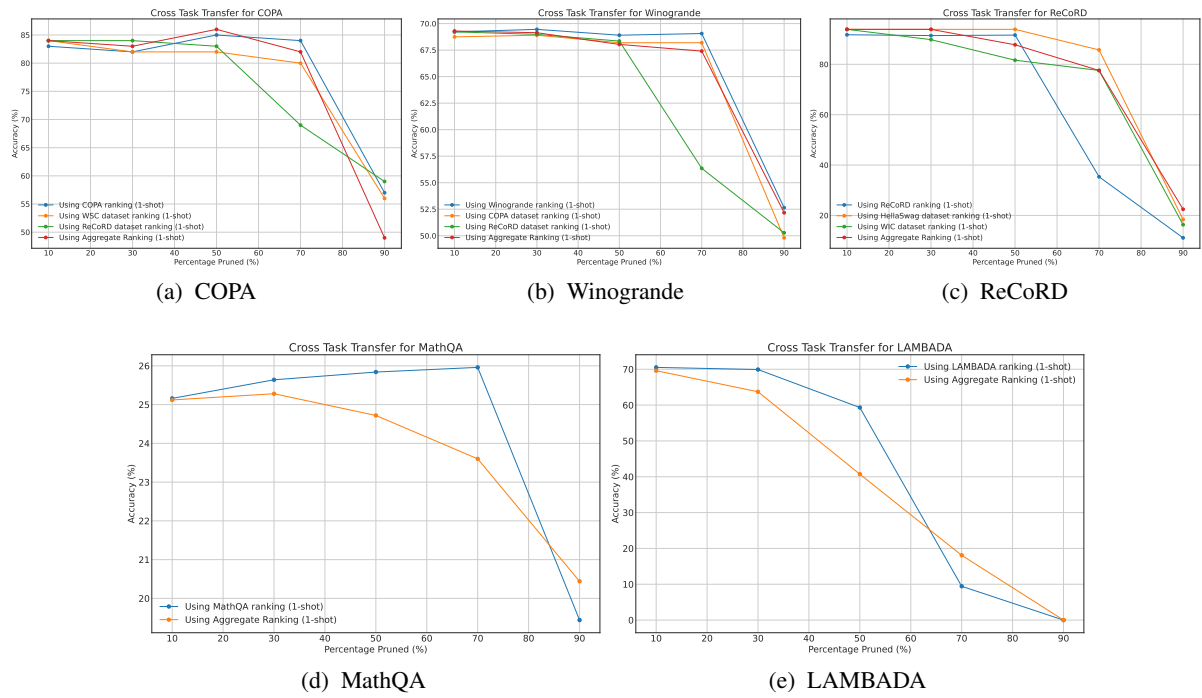 Cross Task Transfer for COPA
Accuracy (%)
85
80
75
70
65
60
55
50
Using COPA ranking (1-shot)
Using WSC dataset ranking (1-shot)
Using ReCoRD dataset ranking (1-shot)
Using Aggregate Ranking (1-shot)
10 20 30 40 50 60 70 80 90
Percentage Pruned (%)
(a) COPA
Cross Task Transfer for Winogrande
Accuracy (%)
70.0
67.5
65.0
62.5
60.0
57.5
55.0
52.5
50.0
Using Winogrande ranking (1-shot)
Using COPA dataset ranking (1-shot)
Using ReCoRD dataset ranking (1-shot)
Using Aggregate Ranking (1-shot)
10 20 30 40 50 60 70 80 90
Percentage Pruned (%)
(b) Winogrande
Cross Task Transfer for ReCoRD
Accuracy (%)
80
60
40
20
Using ReCoRD ranking (1-shot)
Using HellaSwag dataset ranking (1-shot)
Using WIC dataset ranking (1-shot)
Using Aggregate Ranking (1-shot)
10 20 30 40 50 60 70 80 90
Percentage Pruned (%)
(c) ReCoRD
Cross Task Transfer for MathQA
Accuracy (%)
26
25
24
23
22
21
20
Using MathQA ranking (1-shot)
Using Aggregate Ranking (1-shot)
10 20 30 40 50 60 70 80 90
Percentage Pruned (%)
(d) MathQA
Cross Task Transfer for LAMBADA
Accuracy (%)
70
60
50
40
30
20
10
0
Using LAMBADA ranking (1-shot)
Using Aggregate Ranking (1-shot)
10 20 30 40 50 60 70 80 90
Percentage Pruned (%)
(e) LAMBADA